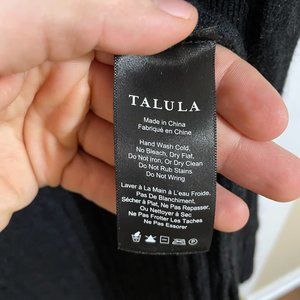 TALULA
Made in China
Fabriqué en Chine
Hand Wash Cold,
No Bleach, Dry Flat,
Do Not Iron, Or Dry Clean
Do Not Rub Stains
Do Not Wring
Laver à La Main à L'eau Froide,
Pas De Blanchiment,
Sécher à Plat, Ne Pas Repasser,
Ou Nettoyer à Sec
Ne Pas Frotter Les Taches
Ne Pas Essorer